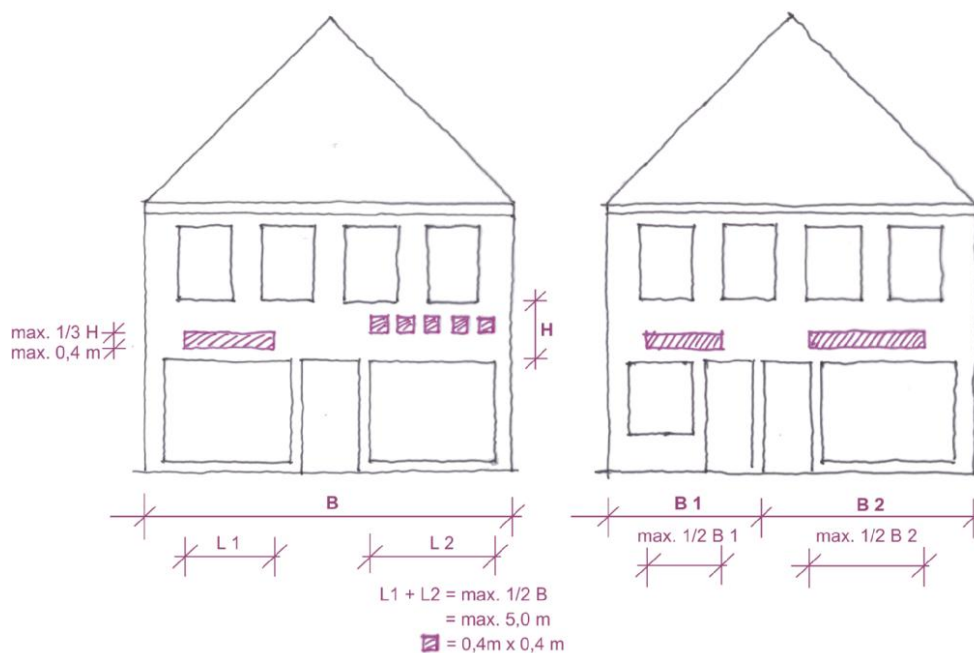 max. 1/3 H
max. 0,4 m
H
B
L 1
L 2
L1 + L2 = max. 1/2 B
= max. 5,0 m
= 0,4m x 0,4 m
B 1
B 2
max. 1/2 B 1
max. 1/2 B 2